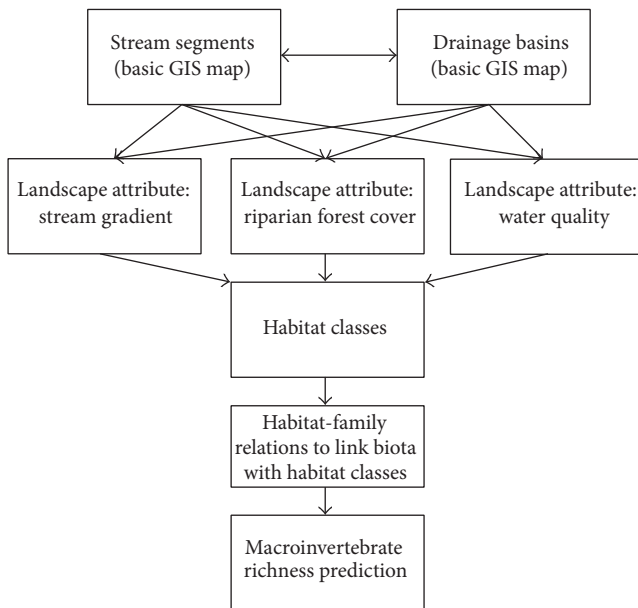 Stream segments
(basic GIS map)
Drainage basins
(basic GIS map)
Landscape attribute:
stream gradient
Landscape attribute:
riparian forest cover
Landscape attribute:
water quality
Habitat classes
Habitat-family
relations to link biota
with habitat classes
Macroinvertebrate
richness prediction